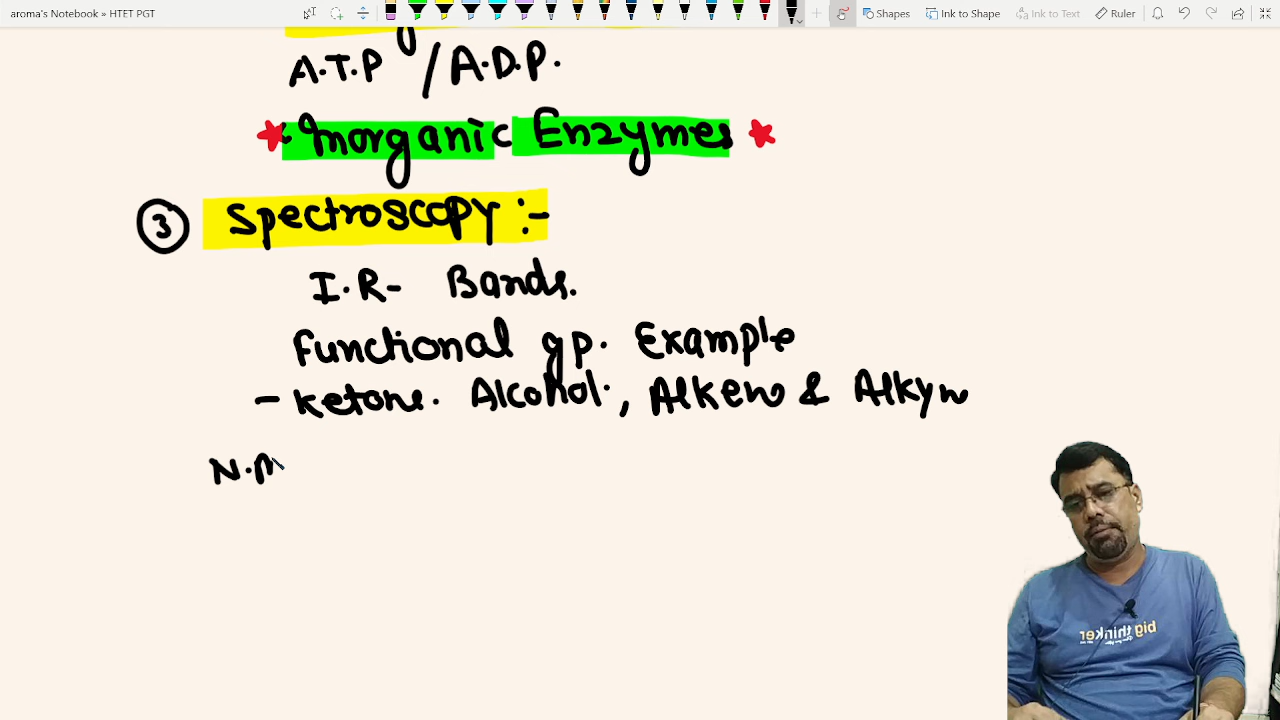 aroma's Notebook » HTET PGT
Shapes
Ink to Shape
Ink to Text
Ruler
A.T.P / A.D.P.
Inorganic Enzymes
3 Spectroscopy :-
I.R- Bands.
Functional gp. Example
- Ketone. Alcohol, Alkene & Alkyne
N.M
big thinker